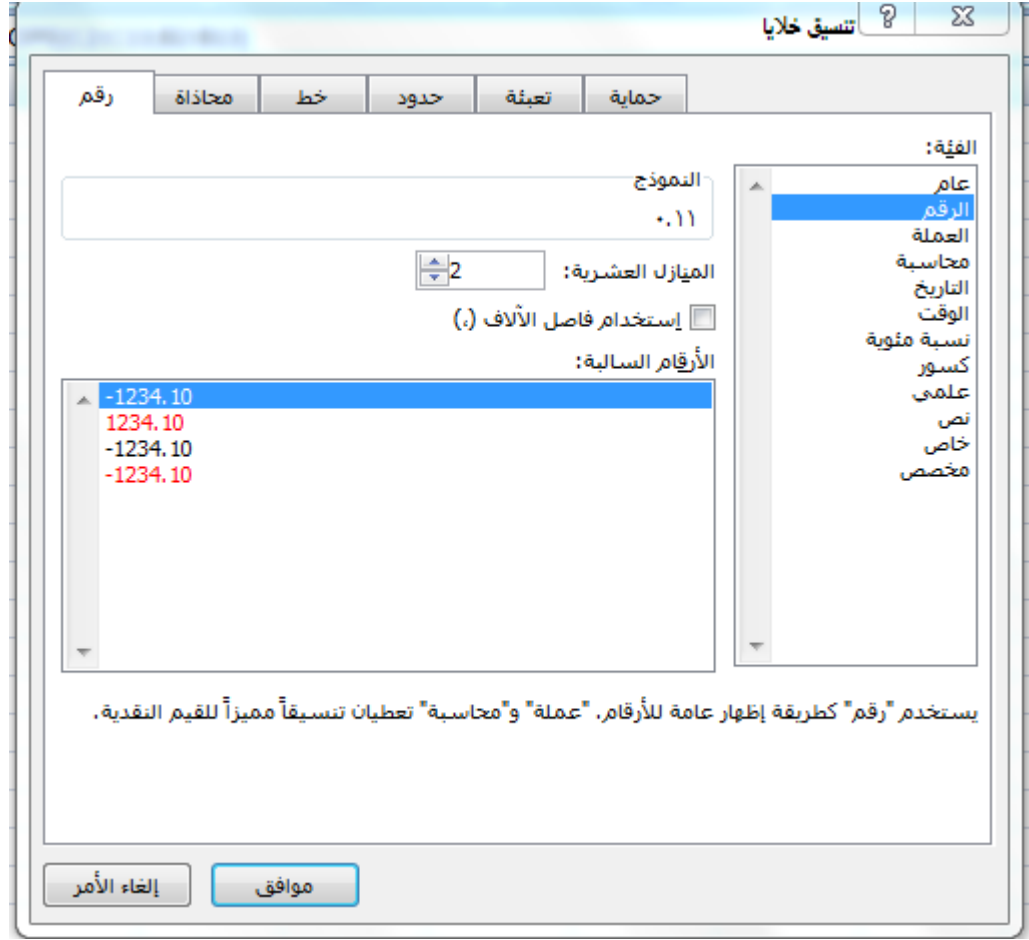 تنسيق خلايا
رقم
محاذاة
خط
حدود
تعبئة
حماية
الفئة:
عام
الرقم
العملة
محاسبة
التاريخ
الوقت
نسبة مئوية
كسور
علمي
نص
خاص
مخصص
النموذج
٠.١١
المنازل العشرية: 2
إستخدام فاصل الآلاف (،)
الأرقام السالبة:
-1234.10
1234.10
-1234.10
-1234.10
يستخدم "رقم" كطريقة إظهار عامة للأرقام. "عملة" و"محاسبة" تعطيان تنسيقاً مميزاً للقيم النقدية.
موافق
إلغاء الأمر